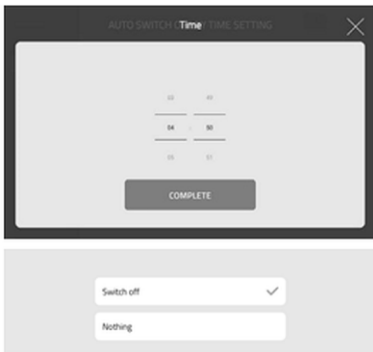 AUTO SWITCH O Time TIME SETTING
03 49
04 : 50
05 51
COMPLETE
Switch off
Nothing